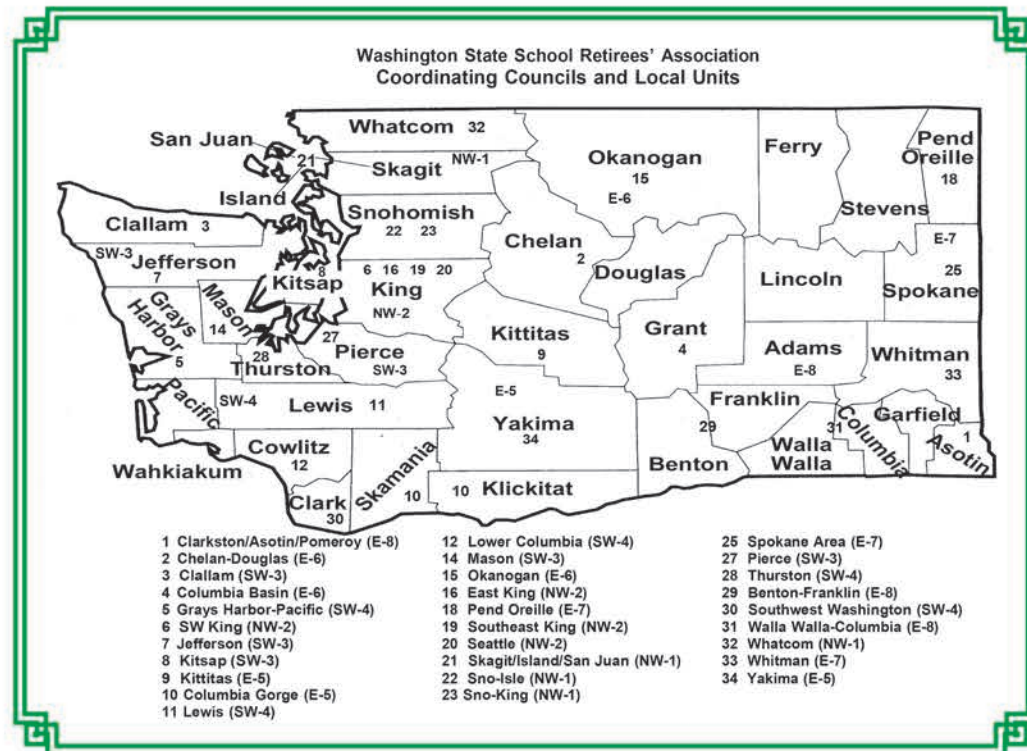 Washington State School Retirees' Association
Coordinating Councils and Local Units
Whatcom 32
San Juan
21
Skagit NW-1
Island
Okanogan
15
E-6
Ferry
Pend
Oreille
18
Stevens
Clallam 3
Snohomish
22 23
Chelan
2
E-7
SW-3
Jefferson
7
8
Kitsap
6 16 19 20
King
NW-2
Douglas
Lincoln
25
Spokane
Grays
Harbor
5
Mason
14
27
Pierce
SW-3
28
Thurston
Kittitas
9
Grant
4
Adams
E-8
Whitman
33
Pacific
SW-4
Lewis 11
E-5
Yakima
34
Franklin
29
31
Garfield
1
Asotin
Columbia
Walla
Walla
Benton
Wahkiakum
Cowlitz
12
Skamania
10
10 Klickitat
Clark
30
1 Clarkston/Asotin/Pomeroy (E-8)
2 Chelan-Douglas (E-6)
3 Clallam (SW-3)
4 Columbia Basin (E-6)
5 Grays Harbor-Pacific (SW-4)
6 SW King (NW-2)
7 Jefferson (SW-3)
8 Kitsap (SW-3)
9 Kittitas (E-5)
10 Columbia Gorge (E-5)
11 Lewis (SW-4)
12 Lower Columbia (SW-4)
14 Mason (SW-3)
15 Okanogan (E-6)
16 East King (NW-2)
18 Pend Oreille (E-7)
19 Southeast King (NW-2)
20 Seattle (NW-2)
21 Skagit/Island/San Juan (NW-1)
22 Sno-Isle (NW-1)
23 Sno-King (NW-1)
25 Spokane Area (E-7)
27 Pierce (SW-3)
28 Thurston (SW-4)
29 Benton-Franklin (E-8)
30 Southwest Washington (SW-4)
31 Walla Walla-Columbia (E-8)
32 Whatcom (NW-1)
33 Whitman (E-7)
34 Yakima (E-5)